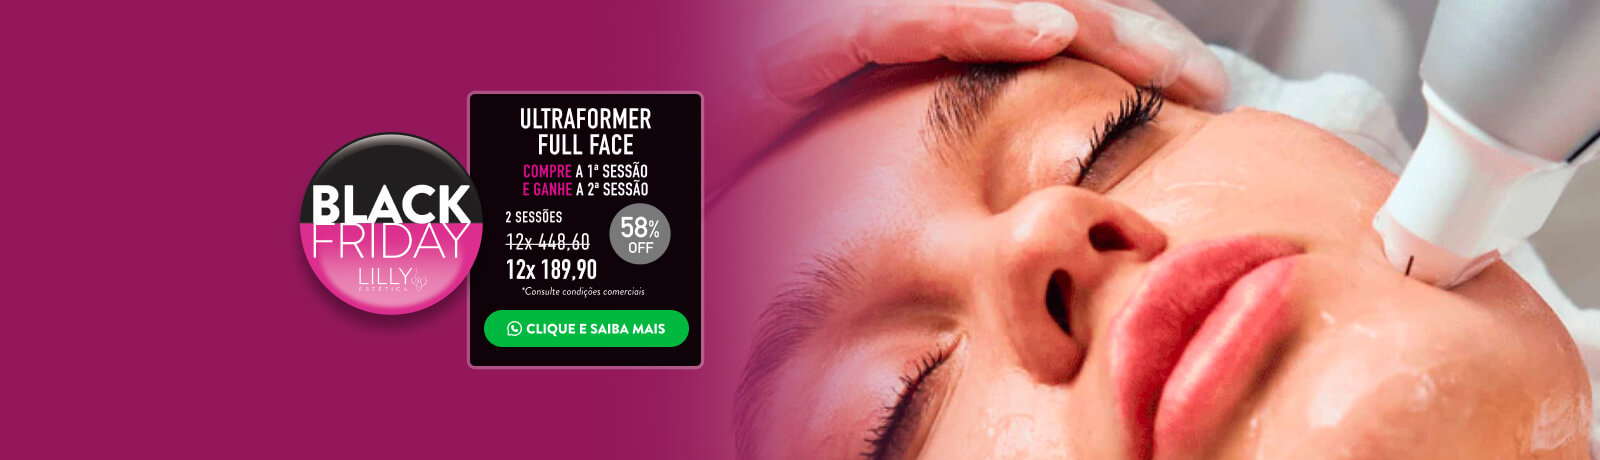 BLACK
FRIDAY
LILLY
ESTÉTICA
ULTRAFORMER
FULL FACE
COMPRE A 1ª SESSÃO
E GANHE A 2ª SESSÃO
2 SESSÕES
12x 448,60
12x 189,90
58%
OFF
*Consulte condições comerciais
CLIQUE E SAIBA MAIS